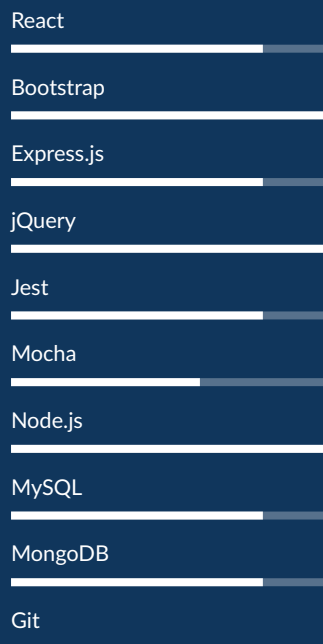 React
Bootstrap
Express.js
jQuery
Jest
Mocha
Node.js
MySQL
MongoDB
Git